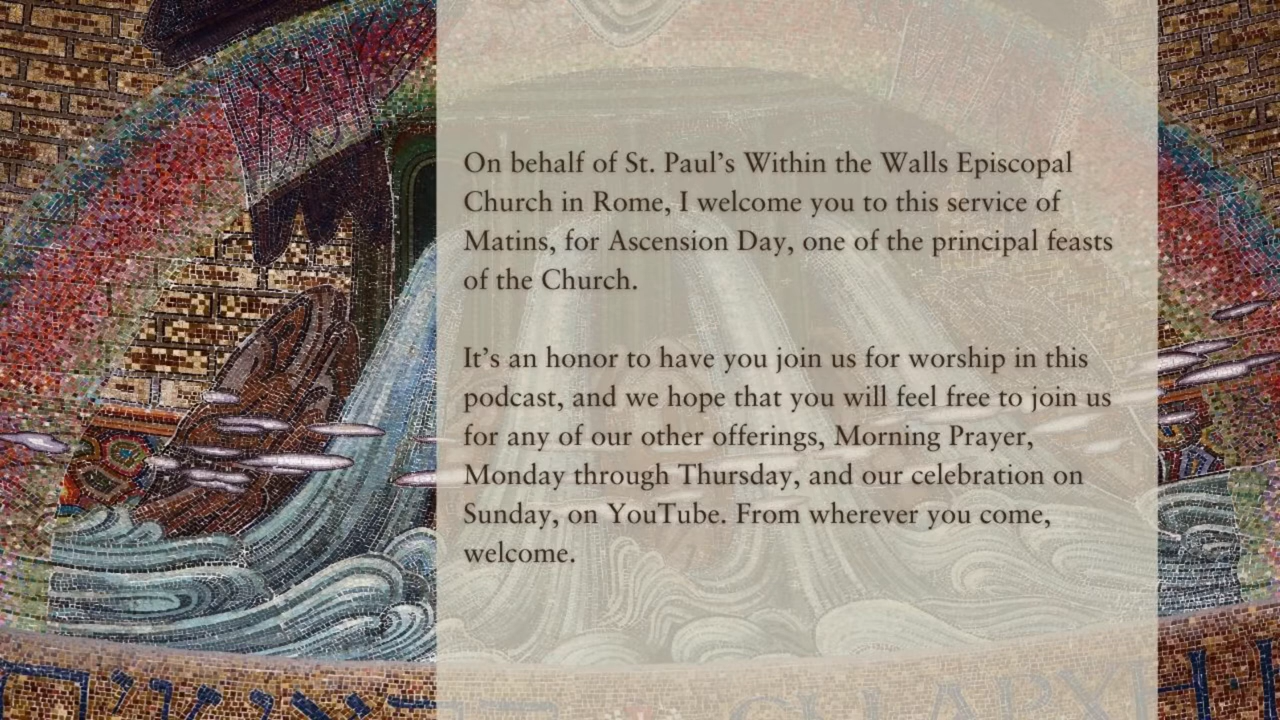 On behalf of St. Paul's Within the Walls Episcopal
Church in Rome, I welcome you to this service of
Matins, for Ascension Day, one of the principal feasts
of the Church.
It's an honor to have you join us for worship in this
podcast, and we hope that you will feel free to join us
for any of our other offerings, Morning Prayer,
Monday through Thursday, and our celebration on
Sunday, on YouTube. From wherever you come,
welcome.